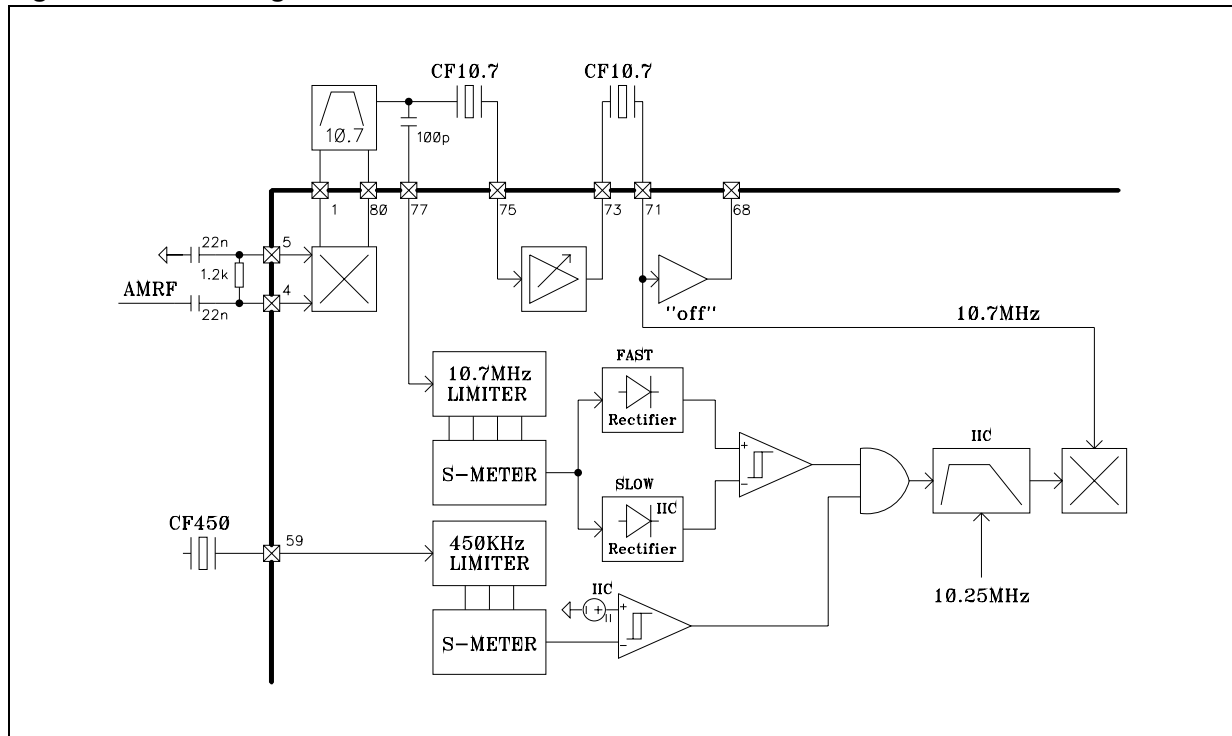 CF10.7
CF10.7
10.7
100p
1
80
77
75
73
71
68
22n
5
1.2k
AMRF
4
22n
"off"
10.7MHz
FAST
10.7MHz
LIMITER
Rectifier
IIC
+
-
S-METER
SLOW
IIC
Rectifier
CF450
59
450KHz
LIMITER
IIC
+
+
-
10.25MHz
S-METER